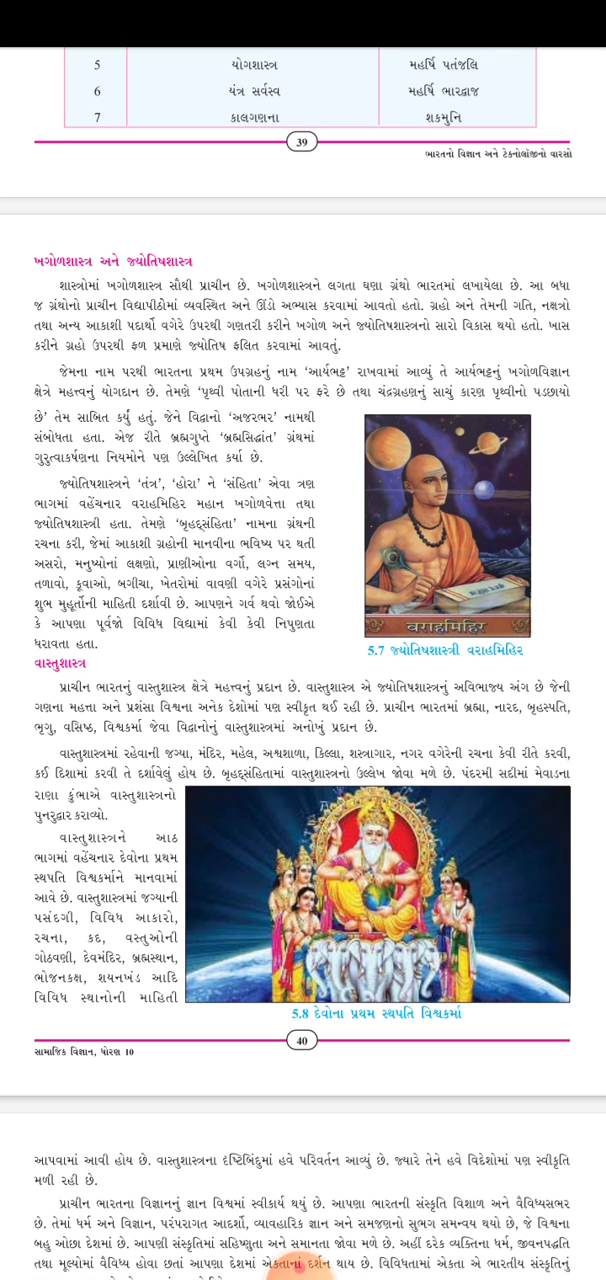 5 યોગશાસ્ત્ર મહર્ષિ પતંજલિ
6 યંત્ર સર્વસ્વ મહર્ષિ ભારદ્વાજ
7 કાલગણના શકમુનિ
39
ભારતનો વિજ્ઞાન અને ટેક્નોલૉજીનો વારસો
ખગોળશાસ્ત્ર અને જ્યોતિષશાસ્ત્ર
શાસ્ત્રોમાં ખગોળશાસ્ત્ર સૌથી પ્રાચીન છે. ખગોળશાસ્ત્રને લગતા ઘણા ગ્રંથો ભારતમાં લખાયેલા છે. આ બધા
જ ગ્રંથોનો પ્રાચીન વિદ્યાપીઠોમાં વ્યવસ્થિત અને ઊંડો અભ્યાસ કરવામાં આવતો હતો. ગ્રહો અને તેમની ગતિ, નક્ષત્રો
તથા અન્ય આકાશી પદાર્થો વગેરે ઉપરથી ગણતરી કરીને ખગોળ અને જ્યોતિષશાસ્ત્રનો સારો વિકાસ થયો હતો. ખાસ
કરીને ગ્રહો ઉપરથી ફળ પ્રમાણે જ્યોતિષ ફલિત કરવામાં આવતું.
જેમના નામ પરથી ભારતના પ્રથમ ઉપગ્રહનું નામ ‘આર્યભટ્ટ’ રાખવામાં આવ્યું તે આર્યભટ્ટનું ખગોળવિજ્ઞાન
ક્ષેત્રે મહત્ત્વનું યોગદાન છે. તેમણે ‘પૃથ્વી પોતાની ધરી પર ફરે છે તથા ચંદ્રગ્રહણનું સાચું કારણ પૃથ્વીનો પડછાયો
છે’ તેમ સાબિત કર્યું હતું. જેને વિદ્વાનો ‘અજરભર’ નામથી
સંબોધતા હતા. એજ રીતે બ્રહ્મગુપ્તે ‘બ્રહ્મસિદ્ધાંત’ ગ્રંથમાં
ગુરુત્વાકર્ષણના નિયમોને પણ ઉલ્લેખિત કર્યા છે.
જ્યોતિષશાસ્ત્રને ‘તંત્ર’, ‘હોરા’ ને ‘સંહિતા’ એવા ત્રણ
ભાગમાં વહેંચનાર વરાહમિહિર મહાન ખગોળવેત્તા તથા
જ્યોતિષશાસ્ત્રી હતા. તેમણે ‘બૃહદ્સંહિતા’ નામના ગ્રંથની
રચના કરી, જેમાં આકાશી ગ્રહોની માનવીના ભવિષ્ય પર થતી
અસરો, મનુષ્યોનાં લક્ષણો, પ્રાણીઓના વર્ગો, લગ્ન સમય,
તળાવો, કૂવાઓ, બગીચા, ખેતરોમાં વાવણી વગેરે પ્રસંગોનાં
શુભ મુહૂર્તોની માહિતી દર્શાવી છે. આપણને ગર્વ થવો જોઈએ
કે આપણા પૂર્વજો વિવિધ વિદ્યામાં કેવી કેવી નિપુણતા
ધરાવતા હતા.
वराहमिहिर
5.7 જ્યોતિષશાસ્ત્રી વરાહમિહિર
વાસ્તુશાસ્ત્ર
પ્રાચીન ભારતનું વાસ્તુશાસ્ત્ર ક્ષેત્રે મહત્ત્વનું પ્રદાન છે. વાસ્તુશાસ્ત્ર એ જ્યોતિષશાસ્ત્રનું અવિભાજ્ય અંગ છે જેની
ગણના મહત્તા અને પ્રશંસા વિશ્વના અનેક દેશોમાં પણ સ્વીકૃત થઈ રહી છે. પ્રાચીન ભારતમાં બ્રહ્મા, નારદ, બૃહસ્પતિ,
ભૃગુ, વસિષ્ઠ, વિશ્વકર્મા જેવા વિદ્વાનોનું વાસ્તુશાસ્ત્રમાં અનોખું પ્રદાન છે.
વાસ્તુશાસ્ત્રમાં રહેવાની જગ્યા, મંદિર, મહેલ, અશ્વશાળા, કિલ્લા, શસ્ત્રાગાર, નગર વગેરેની રચના કેવી રીતે કરવી,
કઈ દિશામાં કરવી તે દર્શાવેલું હોય છે. બૃહદ્સંહિતામાં વાસ્તુશાસ્ત્રનો ઉલ્લેખ જોવા મળે છે. પંદરમી સદીમાં મેવાડના
રાણા કુંભાએ વાસ્તુશાસ્ત્રનો
પુનરુદ્ધાર કરાવ્યો.
વાસ્તુશાસ્ત્રને આઠ
ભાગમાં વહેંચનાર દેવોના પ્રથમ
સ્થપતિ વિશ્વકર્માને માનવામાં
આવે છે. વાસ્તુશાસ્ત્રમાં જગ્યાની
પસંદગી, વિવિધ આકારો,
રચના, કદ, વસ્તુઓની
ગોઠવણી, દેવમંદિર, બ્રહ્મસ્થાન,
ભોજનકક્ષ, શયનખંડ આદિ
વિવિધ સ્થાનોની માહિતી
5.8 દેવોના પ્રથમ સ્થપતિ વિશ્વકર્મા
40
સામાજિક વિજ્ઞાન, ધોરણ 10
આપવામાં આવી હોય છે. વાસ્તુશાસ્ત્રના દૃષ્ટિબિંદુમાં હવે પરિવર્તન આવ્યું છે. જ્યારે તેને હવે વિદેશોમાં પણ સ્વીકૃતિ
મળી રહી છે.
પ્રાચીન ભારતના વિજ્ઞાનનું જ્ઞાન વિશ્વમાં સ્વીકાર્ય થયું છે. આપણા ભારતની સંસ્કૃતિ વિશાળ અને વૈવિધ્યસભર
છે. તેમાં ધર્મ અને વિજ્ઞાન, પરંપરાગત આદર્શો, વ્યાવહારિક જ્ઞાન અને સમજણનો સુભગ સમન્વય થયો છે, જે વિશ્વના
બહુ ઓછા દેશમાં છે. આપણી સંસ્કૃતિમાં સહિષ્ણુતા અને સમાનતા જોવા મળે છે. અહીં દરેક વ્યક્તિના ધર્મ, જીવનપદ્ધતિ
તથા મૂલ્યોમાં વૈવિધ્ય હોવા છતાં આપણા દેશમાં એકતાનાં દર્શન થાય છે. વિવિધતામાં એકતા એ ભારતીય સંસ્કૃતિનું